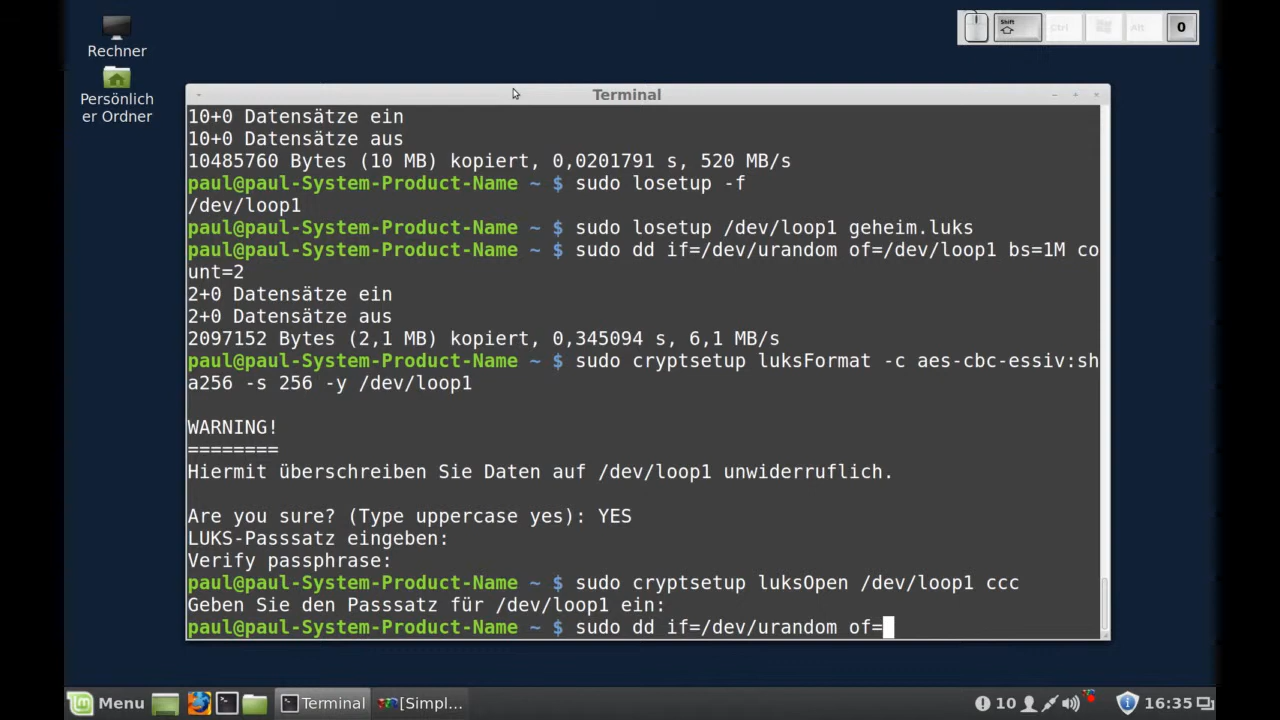 Rechner
Persönlich
er Ordner
Shift
Ctrl
Alt
0
Terminal
10+0 Datensätze ein
10+0 Datensätze aus
10485760 Bytes (10 MB) kopiert, 0,0201791 s, 520 MB/s
paul@paul-System-Product-Name ~ $ sudo losetup -f
/dev/loop1
paul@paul-System-Product-Name ~ $ sudo losetup /dev/loop1 geheim.luks
paul@paul-System-Product-Name ~ $ sudo dd if=/dev/urandom of=/dev/loop1 bs=1M co
unt=2
2+0 Datensätze ein
2+0 Datensätze aus
2097152 Bytes (2,1 MB) kopiert, 0,345094 s, 6,1 MB/s
paul@paul-System-Product-Name ~ $ sudo cryptsetup luksFormat -c aes-cbc-essiv:sh
a256 -s 256 -y /dev/loop1
WARNING!
========
Hiermit überschreiben Sie Daten auf /dev/loop1 unwiderruflich.
Are you sure? (Type uppercase yes): YES
LUKS-Passsatz eingeben:
Verify passphrase:
paul@paul-System-Product-Name ~ $ sudo cryptsetup luksOpen /dev/loop1 ccc
Geben Sie den Passsatz für /dev/loop1 ein:
paul@paul-System-Product-Name ~ $ sudo dd if=/dev/urandom of=
Menu
Terminal
[Simpl...
10
16:35